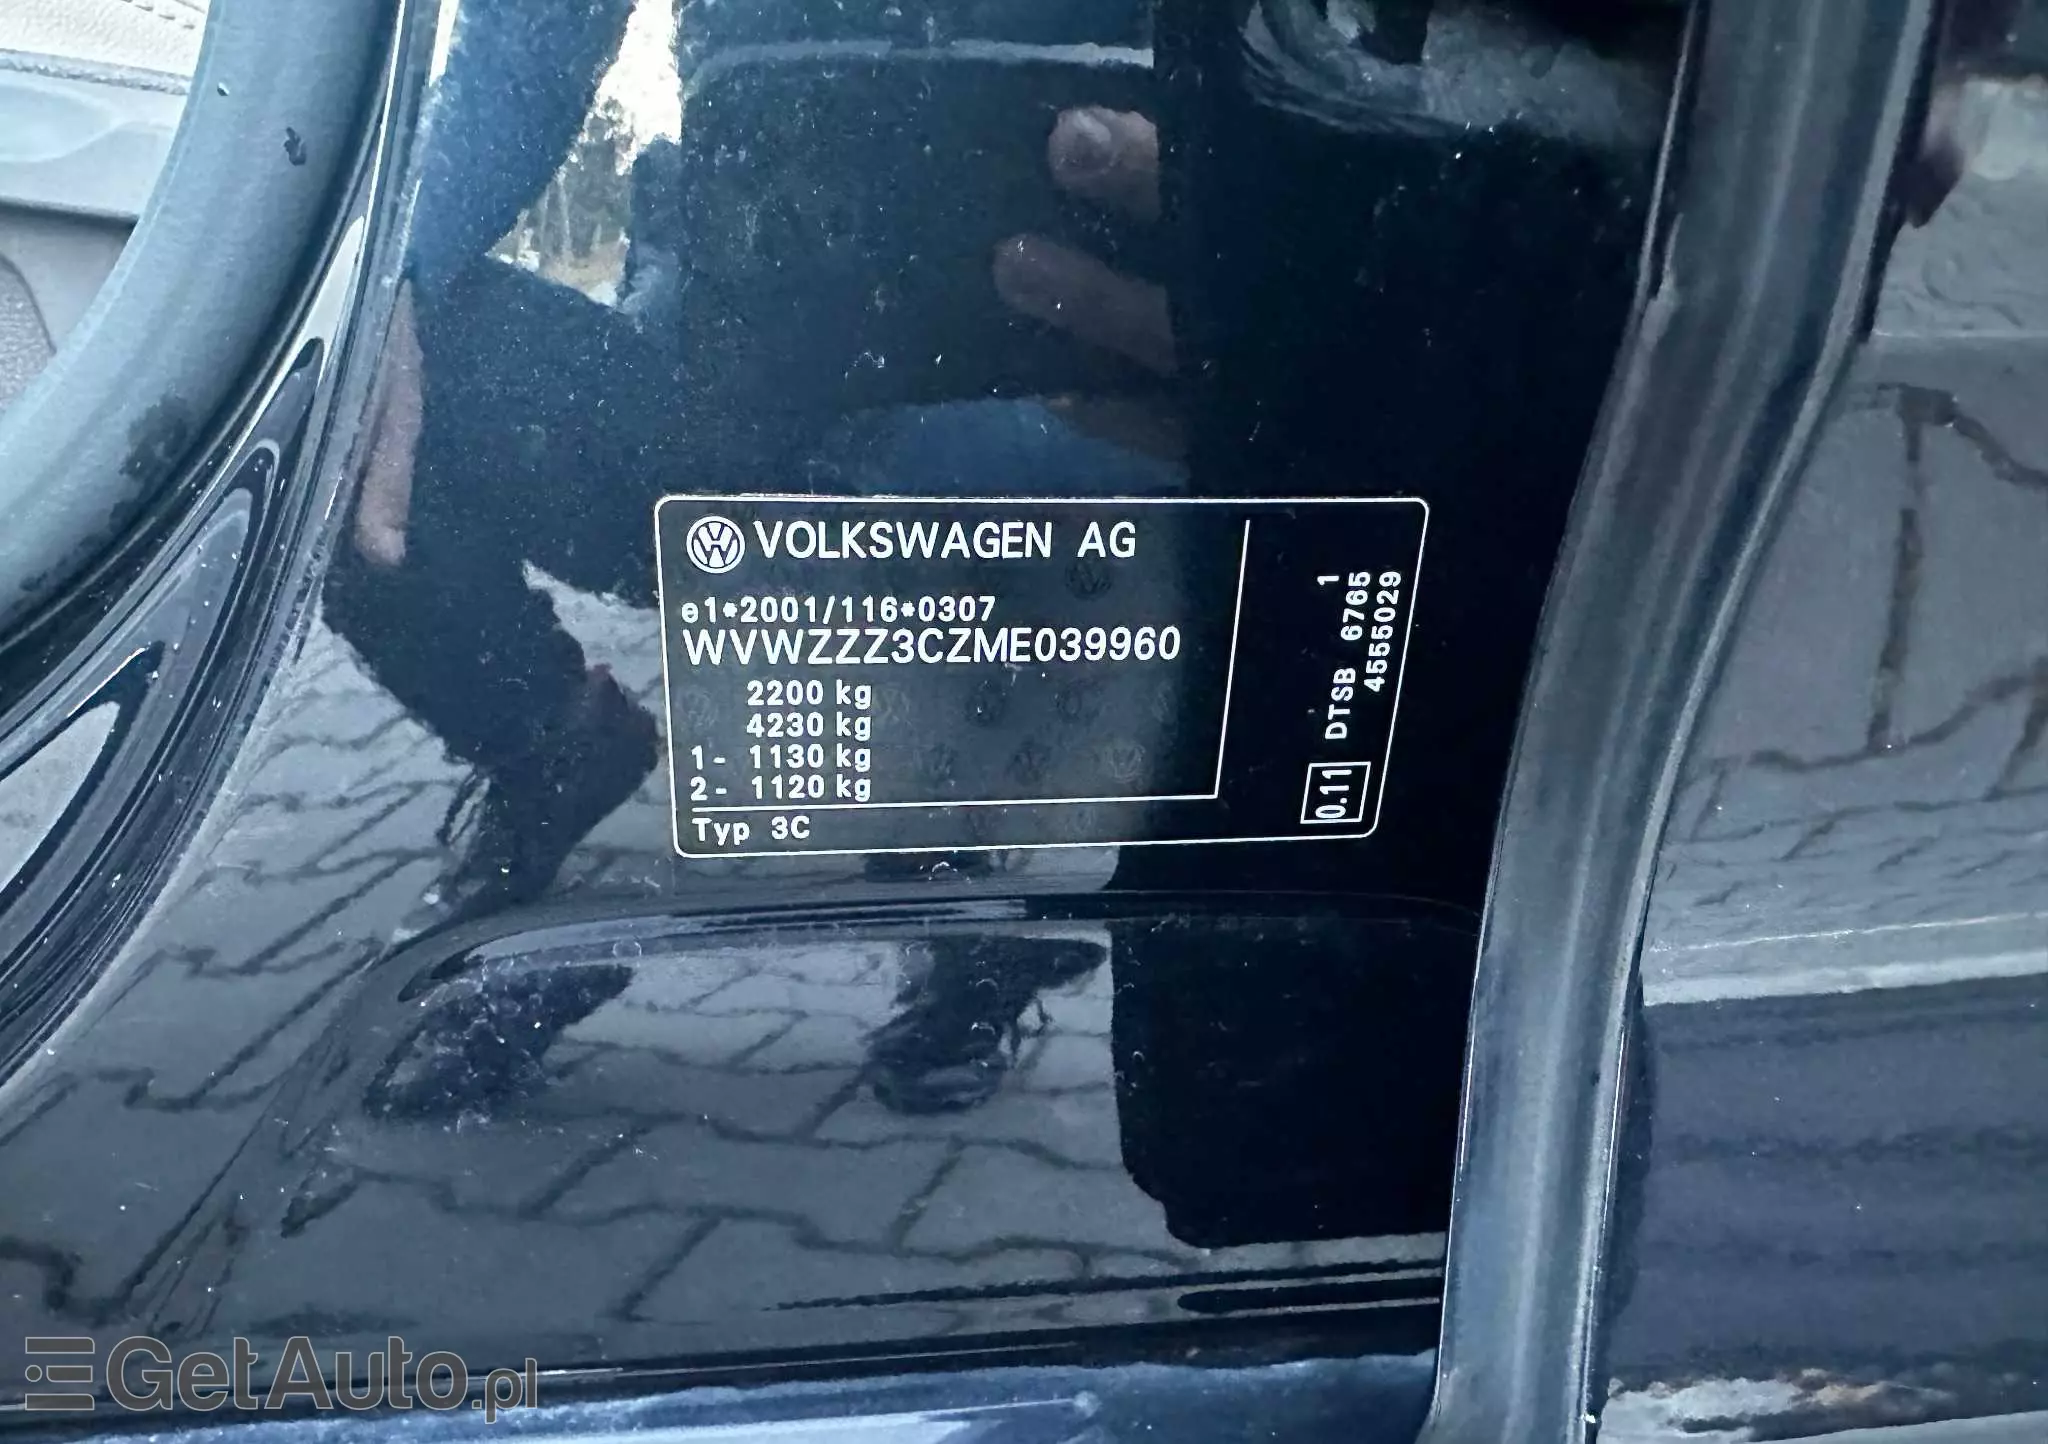 VOLKSWAGEN AG
e1*2001/116*0307
WVWZZZ3CZME039960
2200 kg
4230 kg
1- 1130 kg
2- 1120 kg
Typ 3C
1
DTSB 6765
4555029
0.11
GetAuto.pl